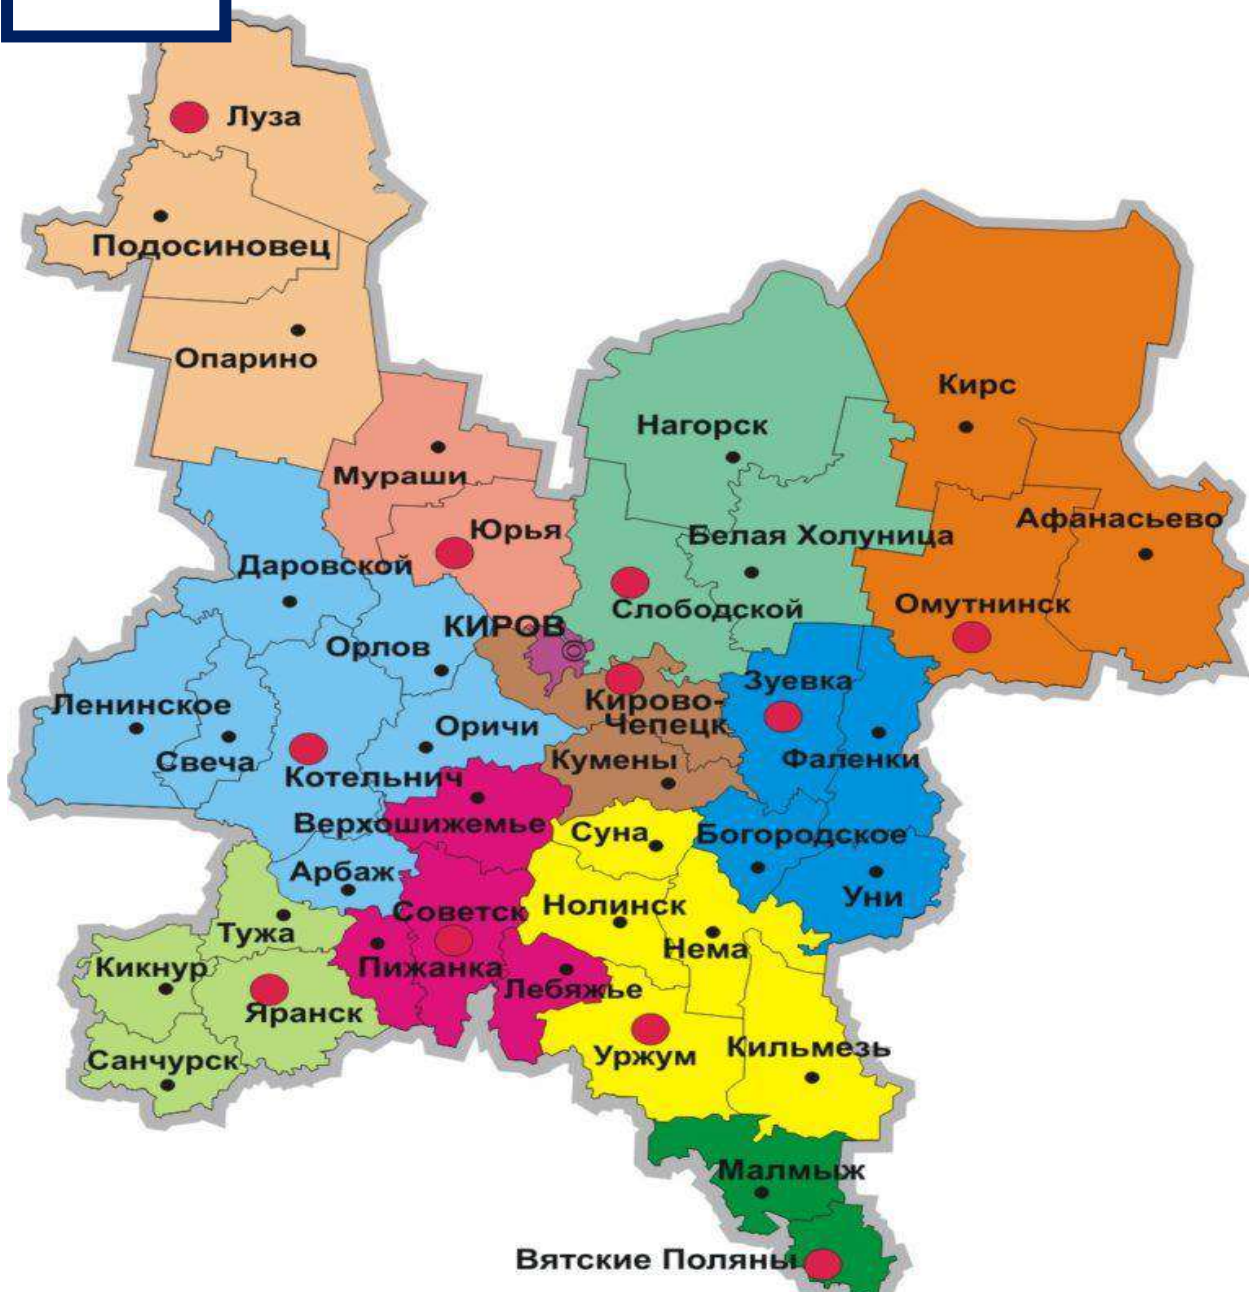 Луза
Подосиновец
Опарино
Кирс
Нагорск
Мураши
Юрья
Афанасьево
Белая Холуница
Даровской
Омутнинск
Слободской
КИРОВ
Орлов
Зуевка
Ленинское
Кирово-
Чепецк
Оричи
Свеча
Кумены
Фаленки
Котельнич
Верхошижемье
Суна
Богородское
Арбаж
Уни
Советск
Нолинск
Тужа
Нема
Кикнур
Пижанка
Лебяжье
Яранск
Уржум
Кильмезь
Санчурск
Малмыж
Вятские Поляны